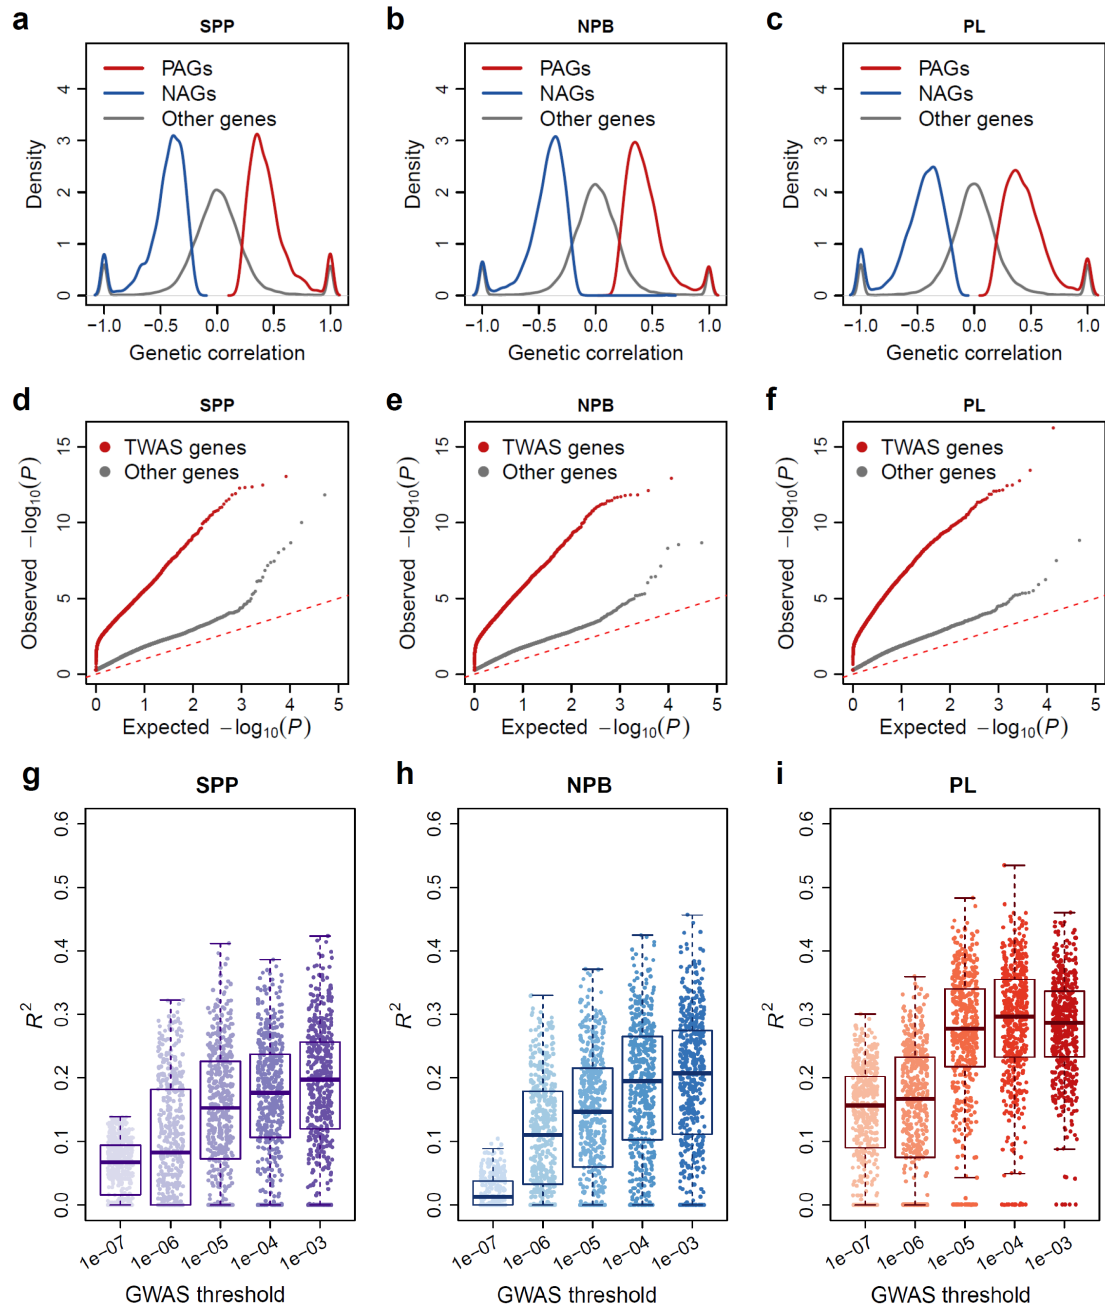 a
SPP
PAGs
NAGs
Other genes
Density
0
1
2
3
4
−1.0
−0.5
0.0
0.5
1.0
Genetic correlation
b
NPB
PAGs
NAGs
Other genes
Density
0
1
2
3
4
−1.0
−0.5
0.0
0.5
1.0
Genetic correlation
c
PL
PAGs
NAGs
Other genes
Density
0
1
2
3
4
−1.0
−0.5
0.0
0.5
1.0
Genetic correlation
d
SPP
TWAS genes
Other genes
Observed −log10(P)
0
5
10
15
0 1 2 3 4 5
Expected −log10(P)
e
NPB
TWAS genes
Other genes
Observed −log10(P)
0
5
10
15
0 1 2 3 4 5
Expected −log10(P)
f
PL
TWAS genes
Other genes
Observed −log10(P)
0
5
10
15
0 1 2 3 4 5
Expected −log10(P)
g
SPP
R²
0.0
0.1
0.2
0.3
0.4
0.5
0.6
1e−07
1e−06
1e−05
1e−04
1e−03
GWAS threshold
h
NPB
R²
0.0
0.1
0.2
0.3
0.4
0.5
0.6
1e−07
1e−06
1e−05
1e−04
1e−03
GWAS threshold
i
PL
R²
0.0
0.1
0.2
0.3
0.4
0.5
0.6
1e−07
1e−06
1e−05
1e−04
1e−03
GWAS threshold